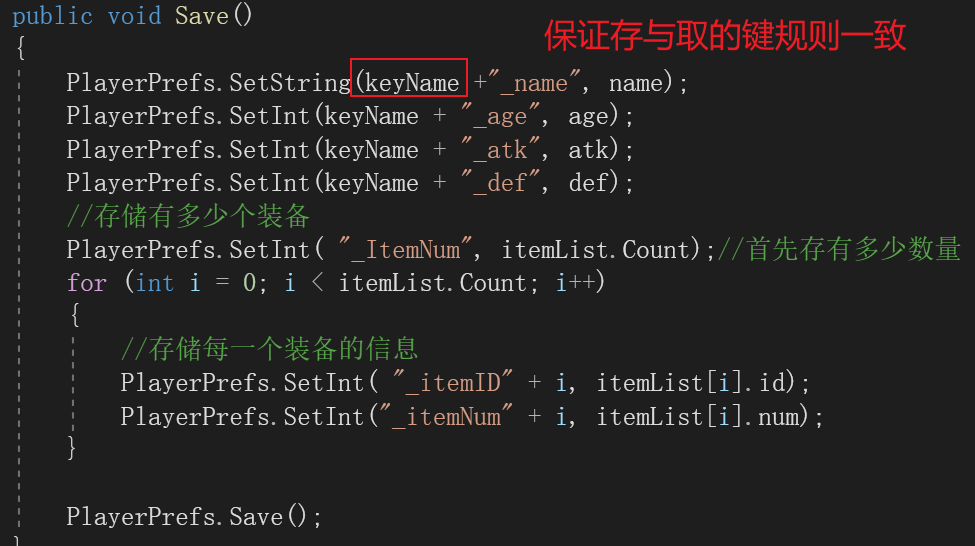 public void Save()
保证存与取的键规则一致
{
PlayerPrefs.SetString(keyName +"_name", name);
PlayerPrefs.SetInt(keyName + "_age", age);
PlayerPrefs.SetInt(keyName + "_atk", atk);
PlayerPrefs.SetInt(keyName + "_def", def);
//存储有多少个装备
PlayerPrefs.SetInt( "_ItemNum", itemList.Count);//首先存有多少数量
for (int i = 0; i < itemList.Count; i++)
{
//存储每一个装备的信息
PlayerPrefs.SetInt( "_itemID" + i, itemList[i].id);
PlayerPrefs.SetInt("_itemNum" + i, itemList[i].num);
}
PlayerPrefs.Save();
}